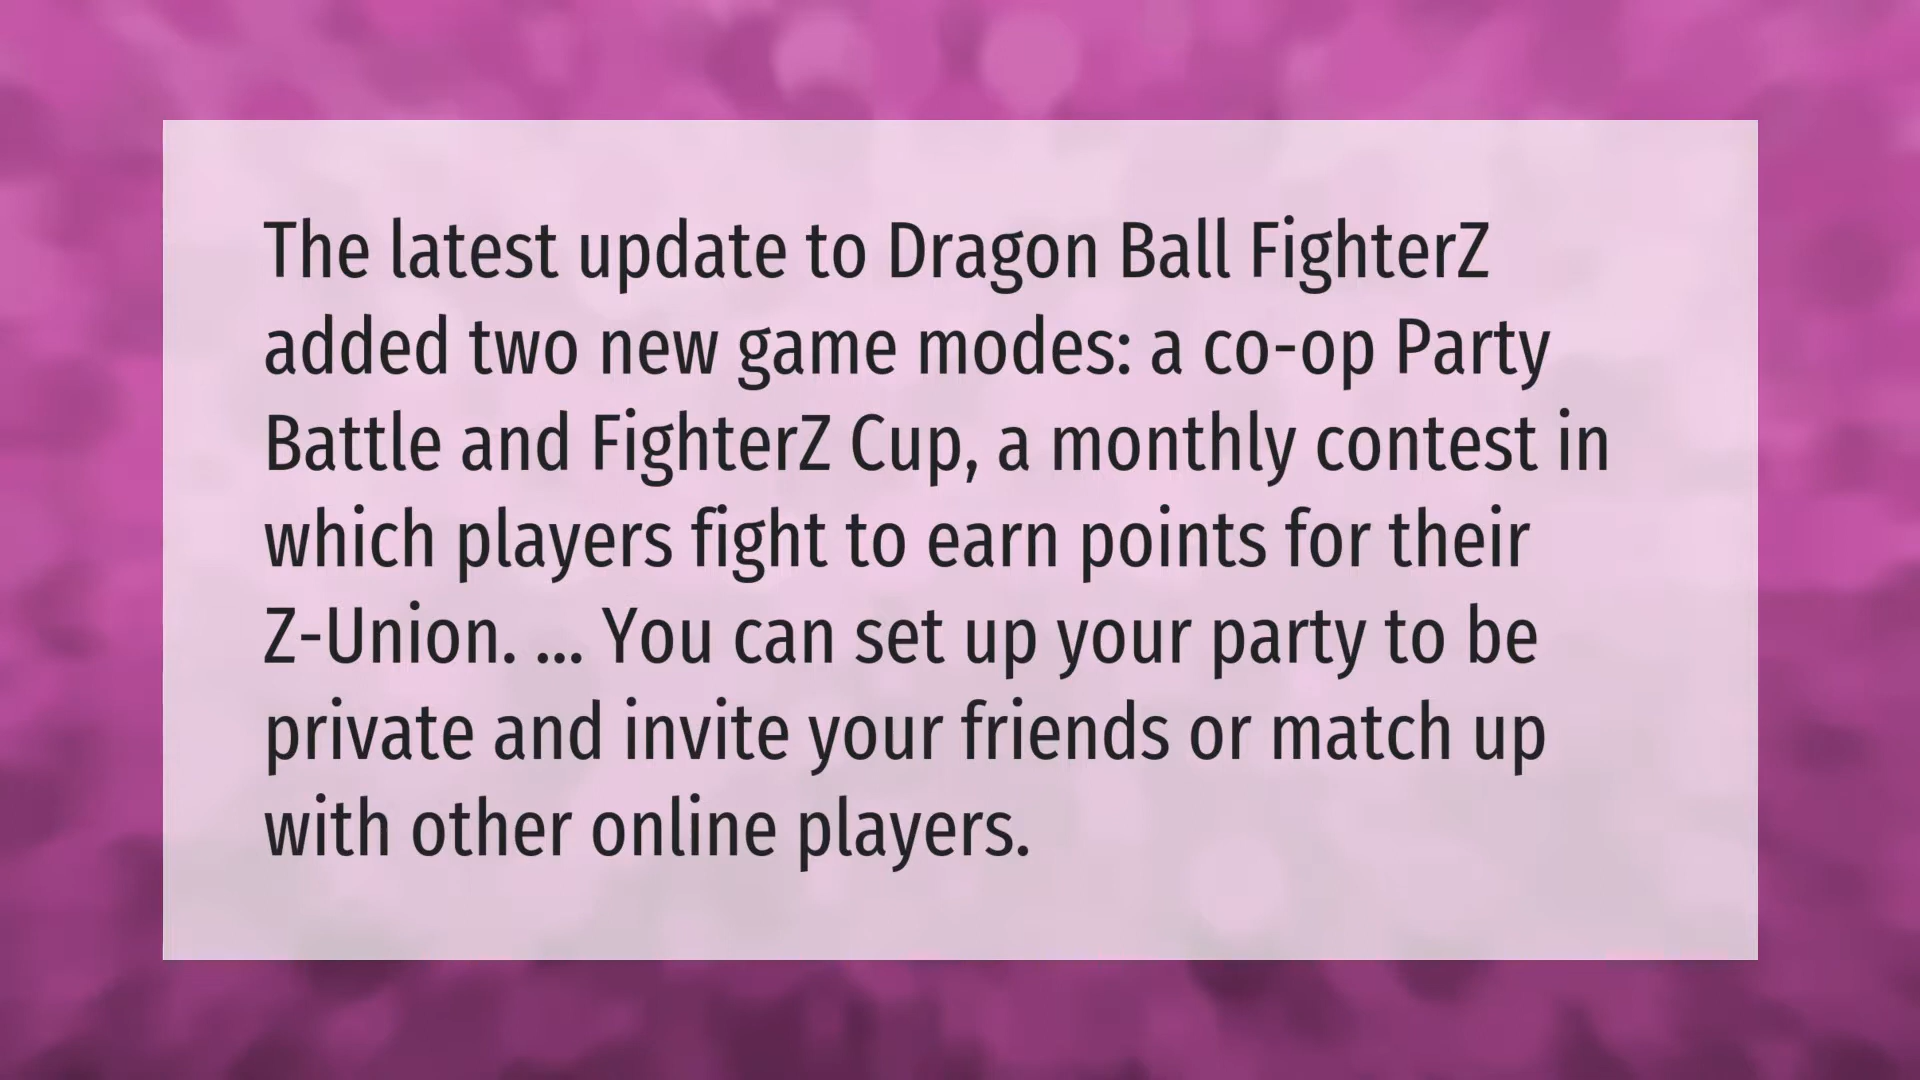 The latest update to Dragon Ball FighterZ
added two new game modes: a co-op Party
Battle and FighterZ Cup, a monthly contest in
which players fight to earn points for their
Z-Union. ... You can set up your party to be
private and invite your friends or match up
with other online players.